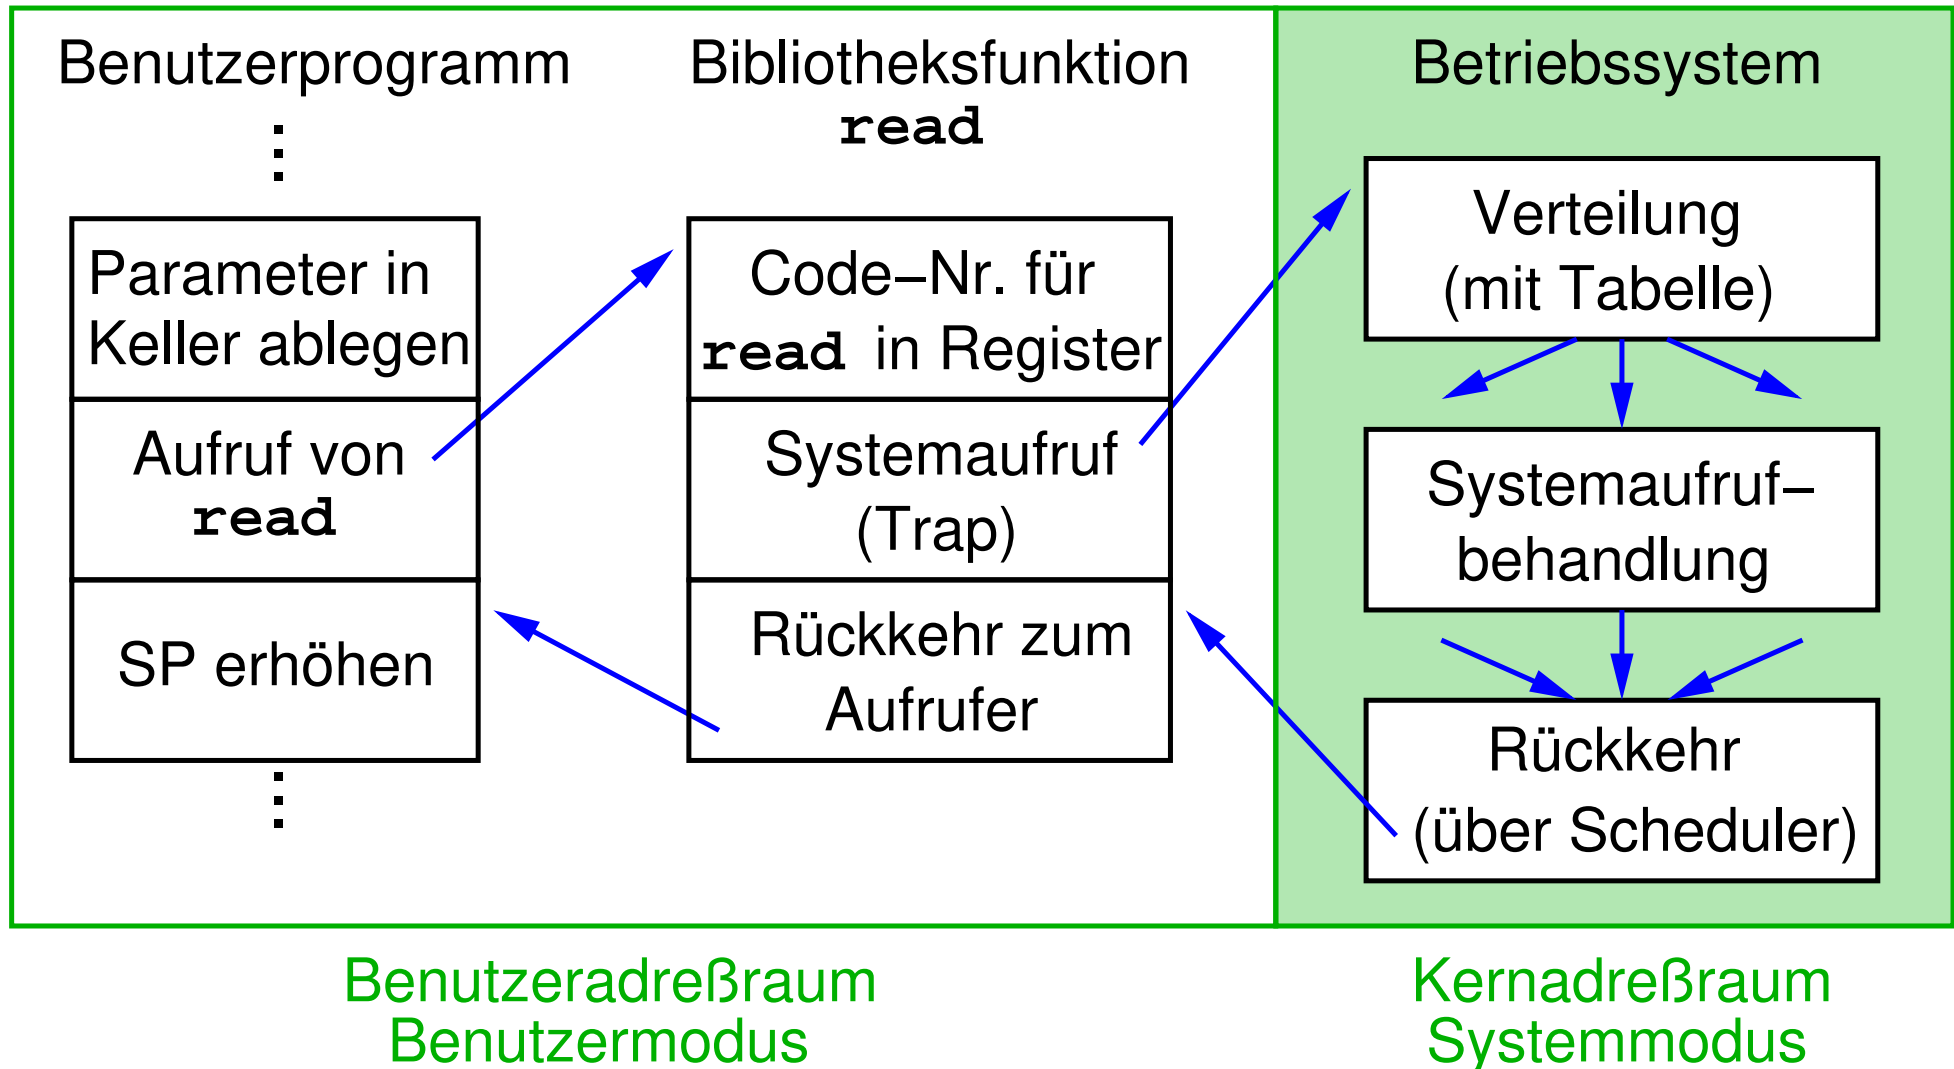 Benutzerprogramm
Bibliotheksfunktion
read
Betriebssystem
Parameter in
Keller ablegen
Aufruf von
read
SP erhöhen
Code–Nr. für
read in Register
Systemaufruf
(Trap)
Rückkehr zum
Aufrufer
Verteilung
(mit Tabelle)
Systemaufruf–
behandlung
Rückkehr
(über Scheduler)
Benutzeradreßraum
Benutzermodus
Kernadreßraum
Systemmodus